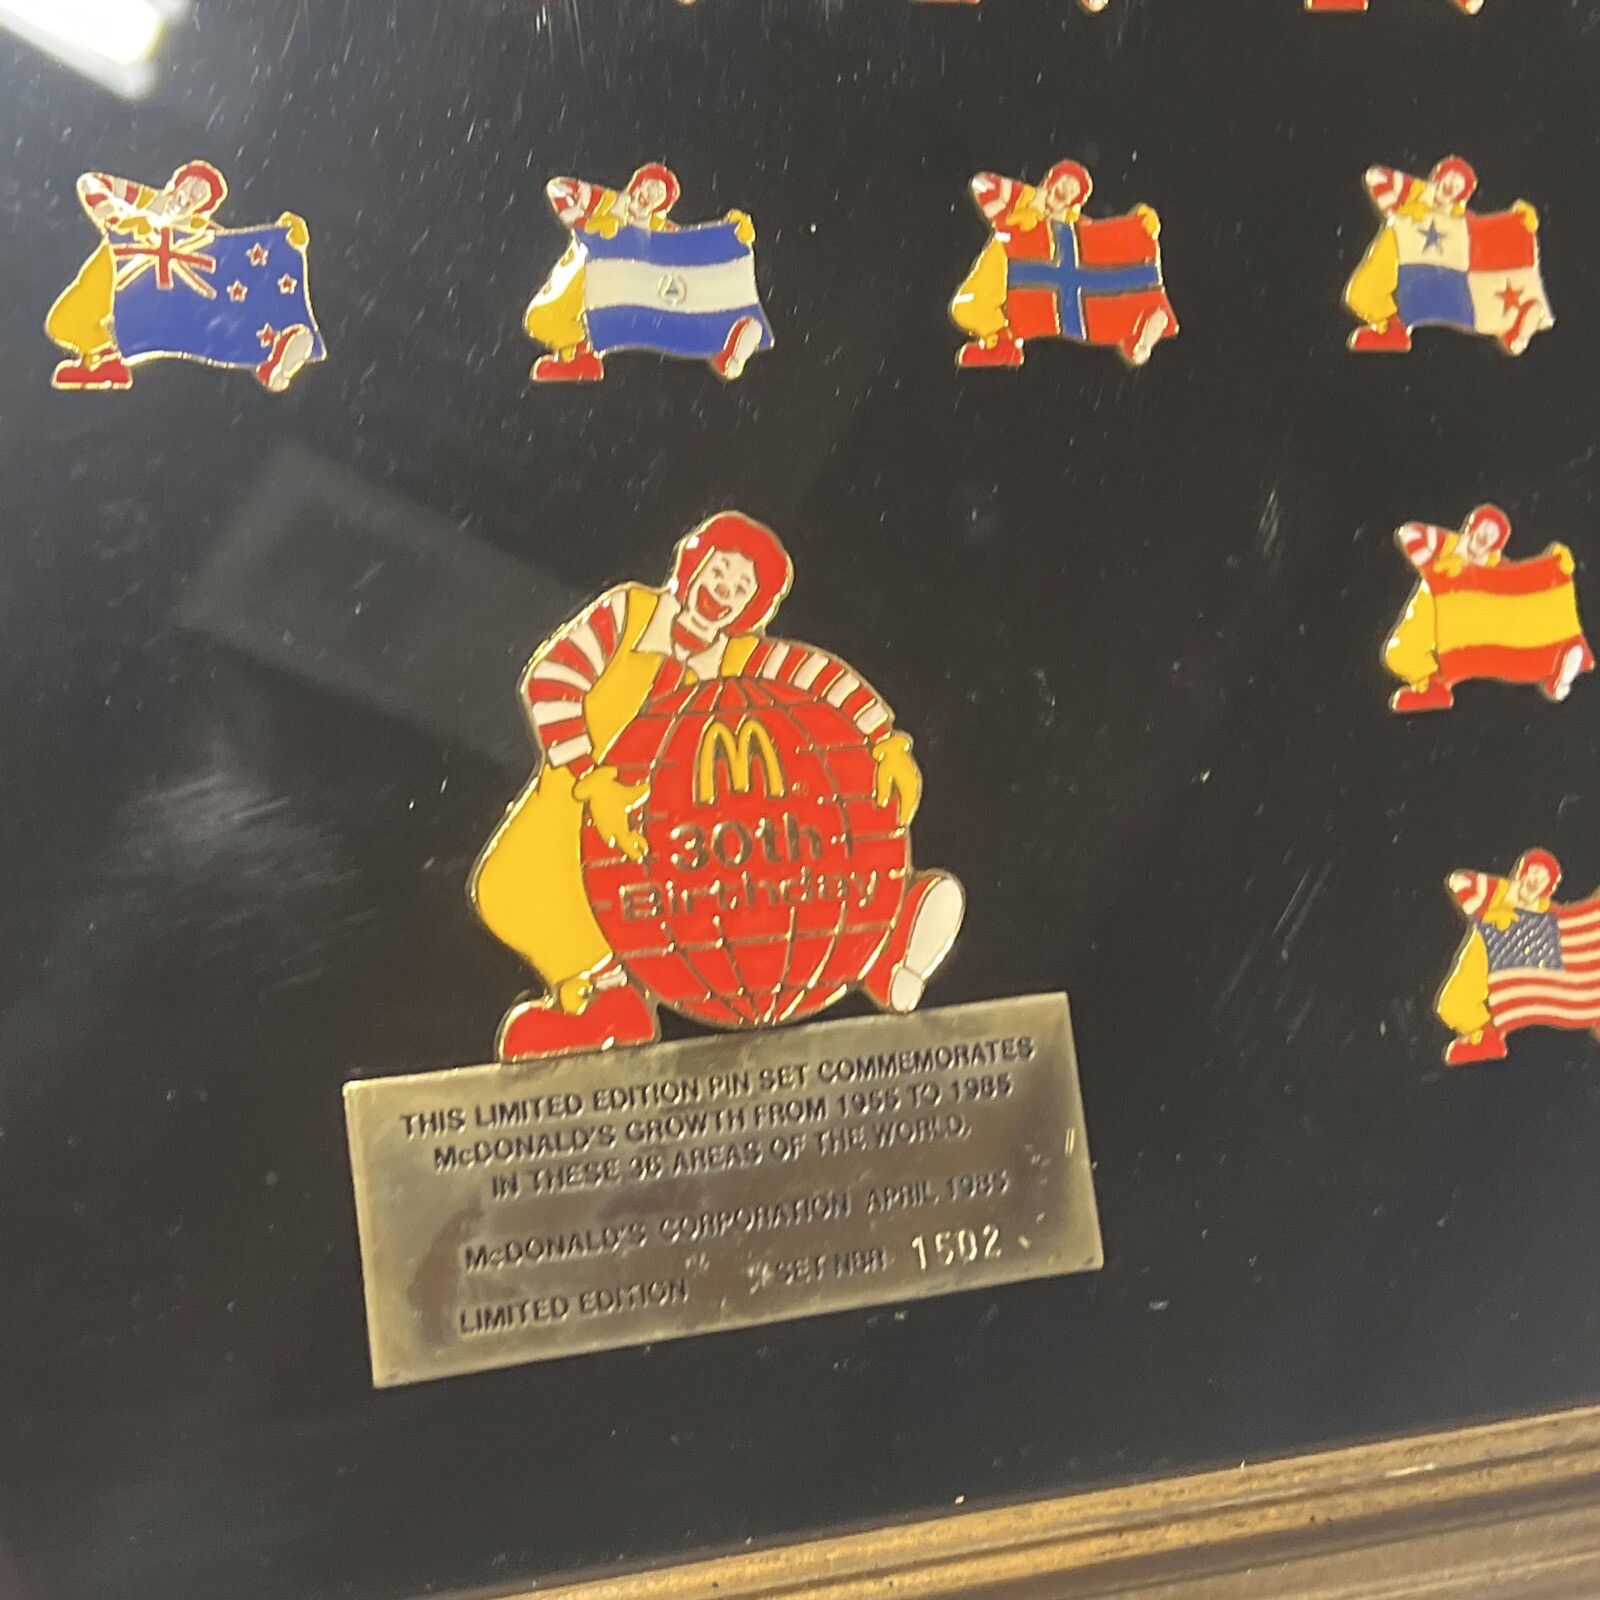 M
30th
Birthday
THIS LIMITED EDITION PIN SET COMMEMORATES
McDONALD'S GROWTH FROM 1955 TO 1985
IN THESE 36 AREAS OF THE WORLD.
McDONALD'S CORPORATION APRIL 1985
LIMITED EDITION SET NBR 1502